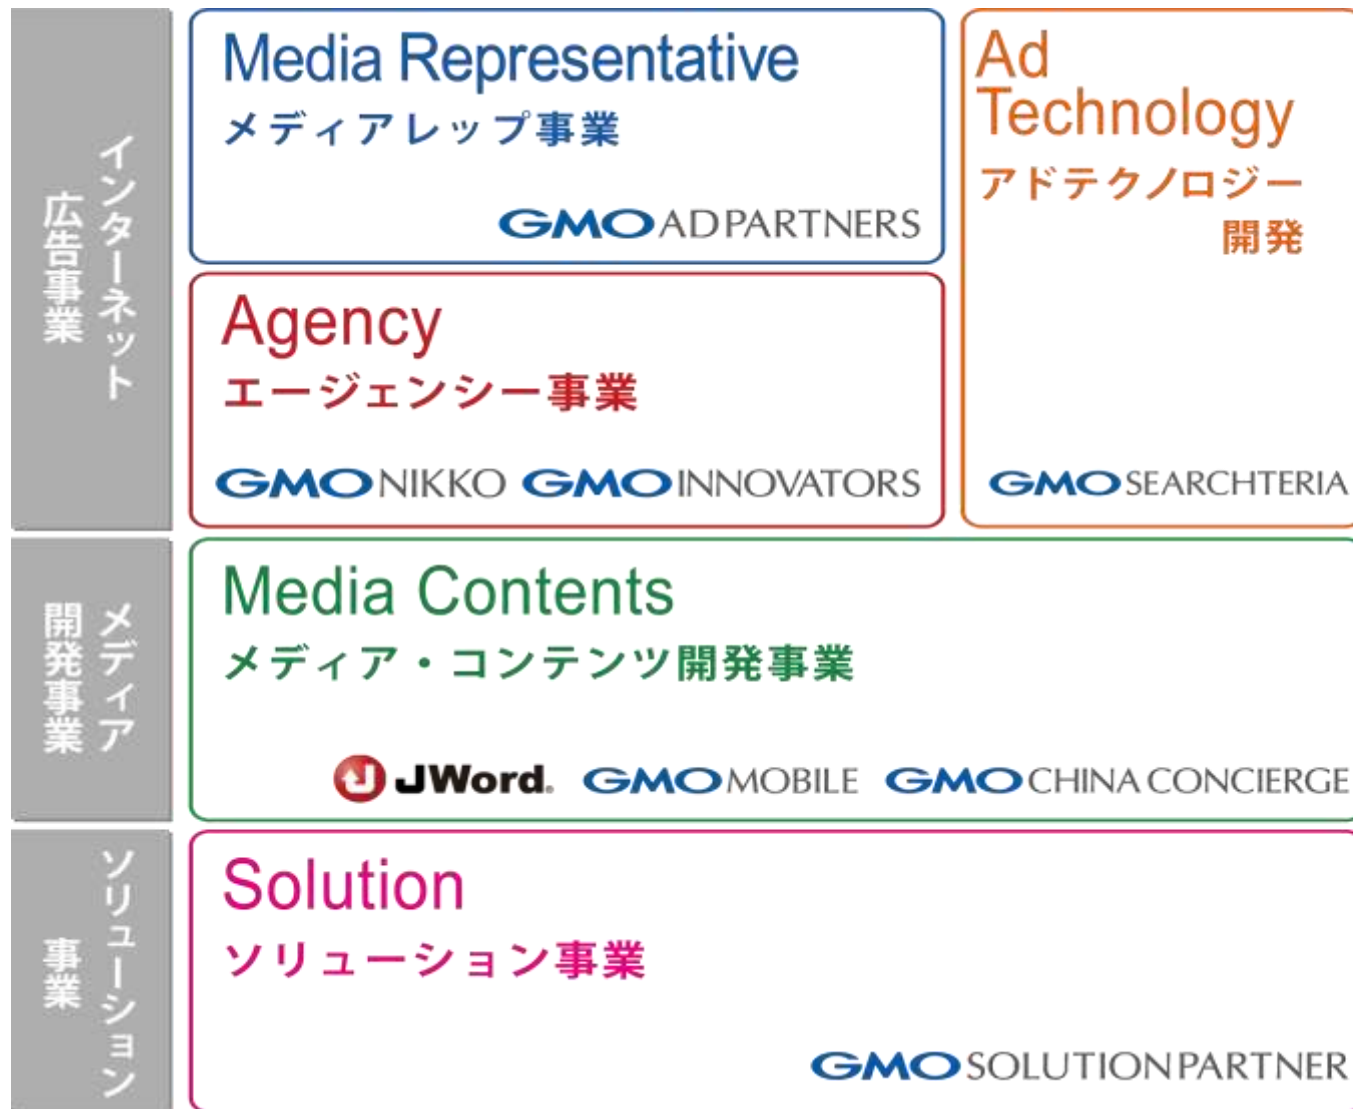 インターネット
広告事業
Media Representative
メディアレップ事業
GMO AD PARTNERS
Agency
エージェンシー事業
GMO NIKKO GMO INNOVATORS
Ad
Technology
アドテクノロジー
開発
GMO SEARCHTERIA
メディア
開発事業
Media Contents
メディア・コンテンツ開発事業
JWord. GMO MOBILE GMO CHINA CONCIERGE
ソリューション
事業
Solution
ソリューション事業
GMO SOLUTION PARTNER